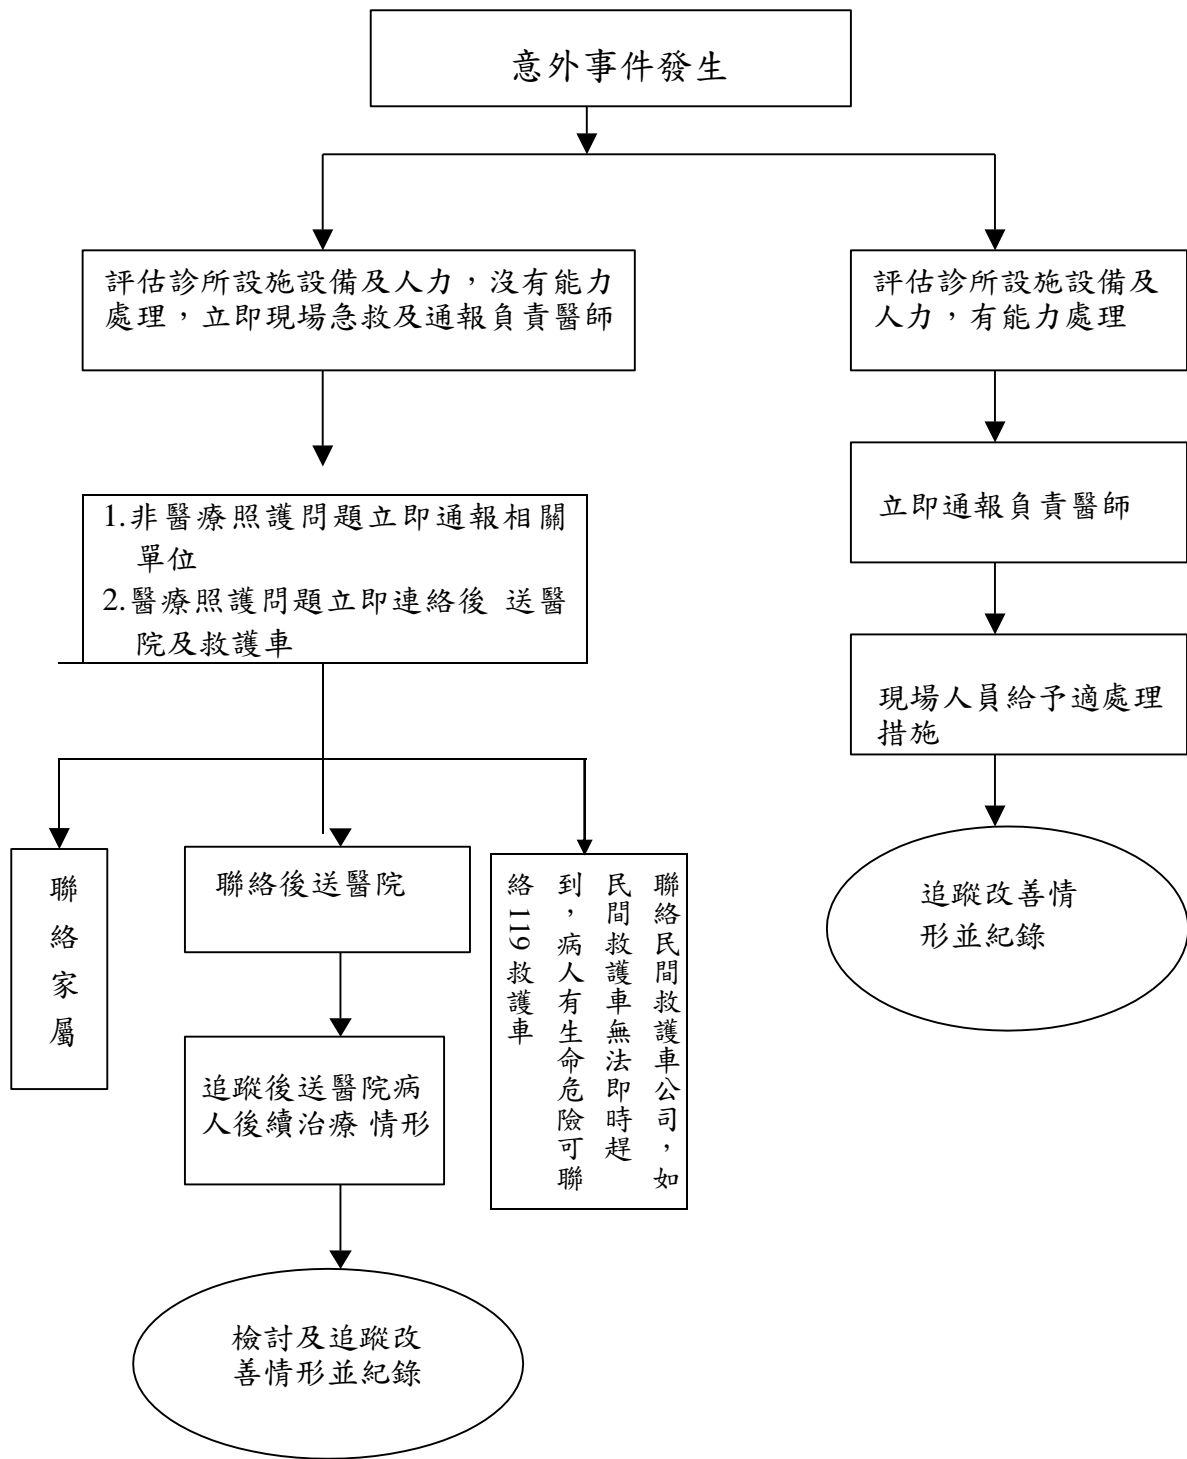 意外事件發生
評估診所設施設備及人力，沒有能力
處理，立即現場急救及通報負責醫師
評估診所設施設備及
人力，有能力處理
1.非醫療照護問題立即通報相關
單位
2.醫療照護問題立即連絡後 送醫
院及救護車
立即通報負責醫師
現場人員給予適處理
措施
聯絡家屬
聯絡後送醫院
聯絡民間救護車公司，如
民間救護車無法即時趕
到，病人有生命危險可聯
絡 119 救護車
追蹤改善情
形並紀錄
追蹤後送醫院病
人後續治療 情形
檢討及追蹤改
善情形並紀錄